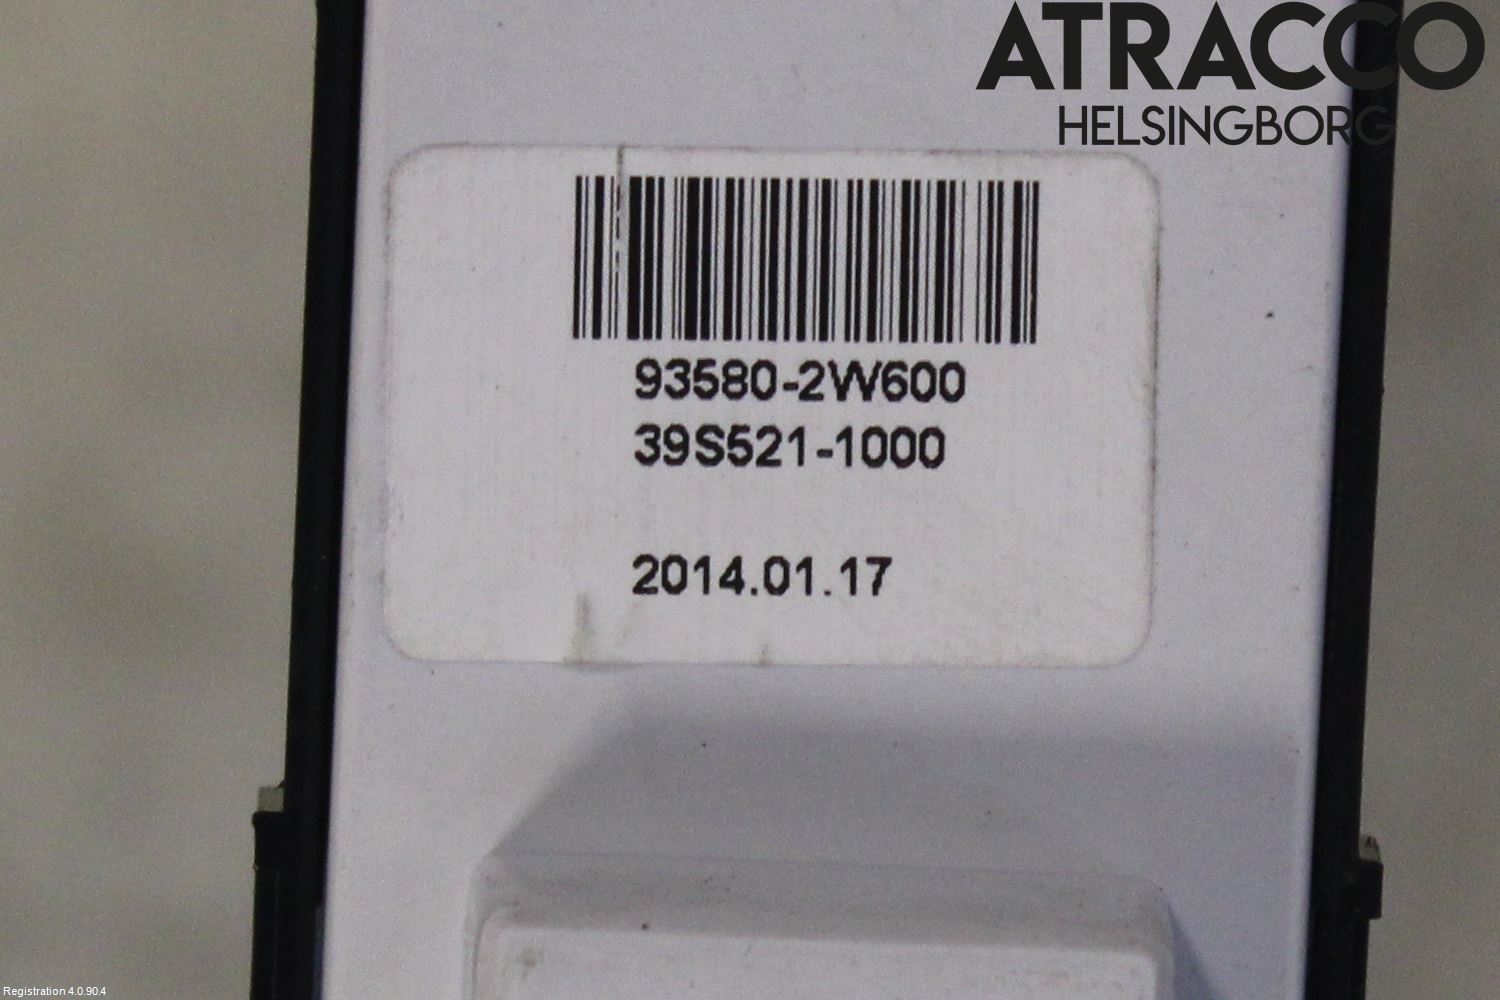 ATRACCO
HELSINGBORG
93580-2W600
39S521-1000
2014.01.17
Registration 4.0.90.4